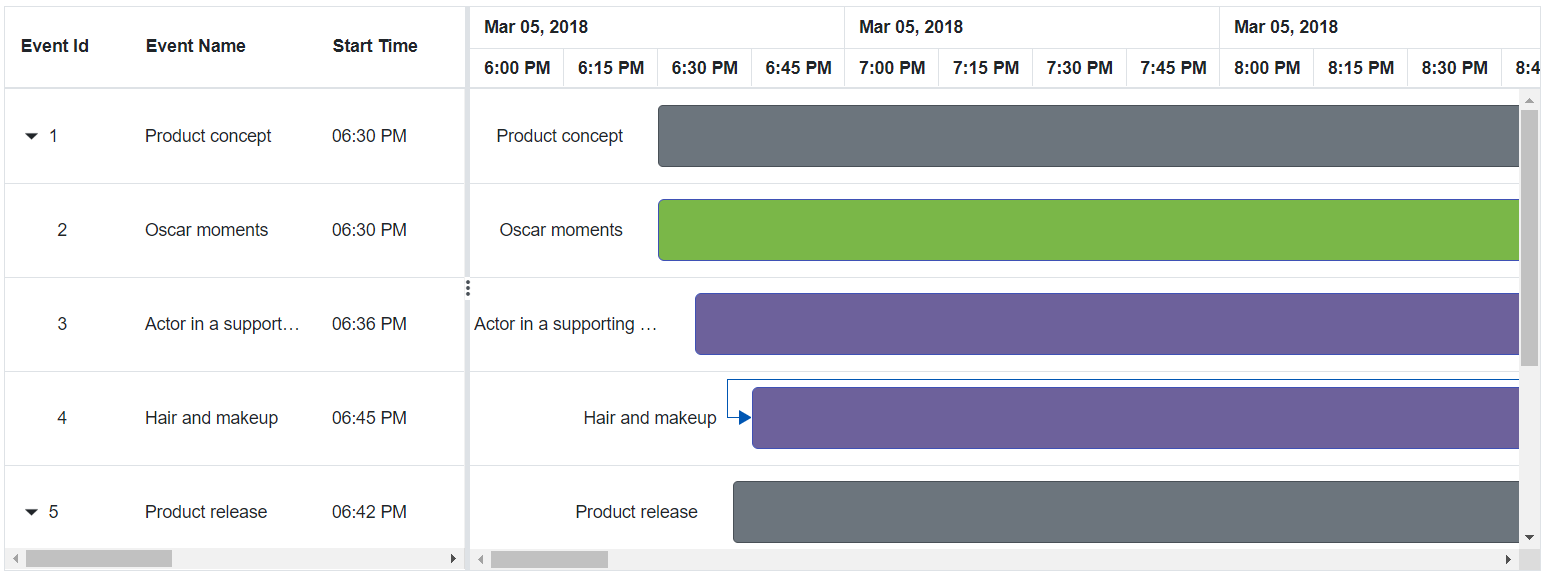 Event Id Event Name Start Time Mar 05, 2018 Mar 05, 2018 Mar 05, 2018
6:00 PM 6:15 PM 6:30 PM 6:45 PM 7:00 PM 7:15 PM 7:30 PM 7:45 PM 8:00 PM 8:15 PM 8:30 PM 8:4
1 Product concept 06:30 PM Product concept
2 Oscar moments 06:30 PM Oscar moments
3 Actor in a support… 06:36 PM Actor in a supporting …
4 Hair and makeup 06:45 PM Hair and makeup
5 Product release 06:42 PM Product release